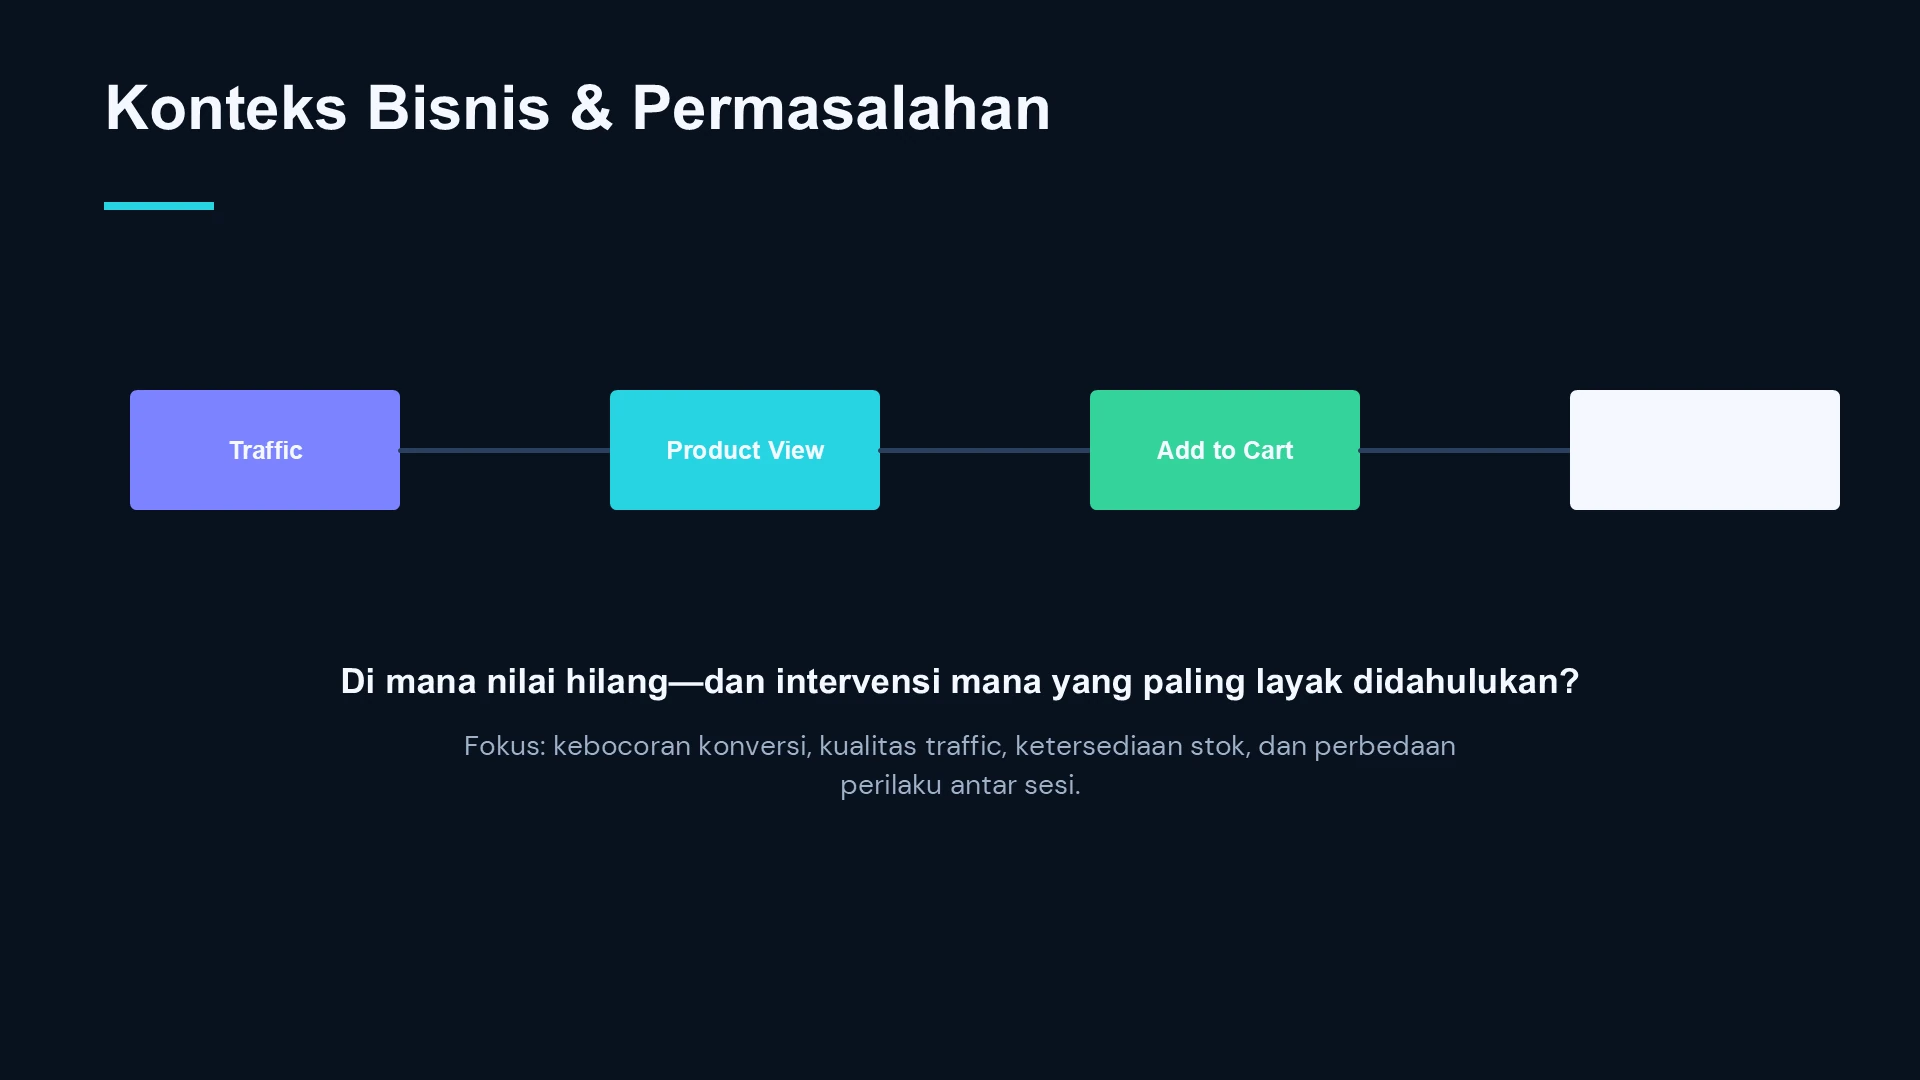 Konteks Bisnis & Permasalahan
Traffic
Product View
Add to Cart
Di mana nilai hilang—dan intervensi mana yang paling layak didahulukan?
Fokus: kebocoran konversi, kualitas traffic, ketersediaan stok, dan perbedaan
perilaku antar sesi.